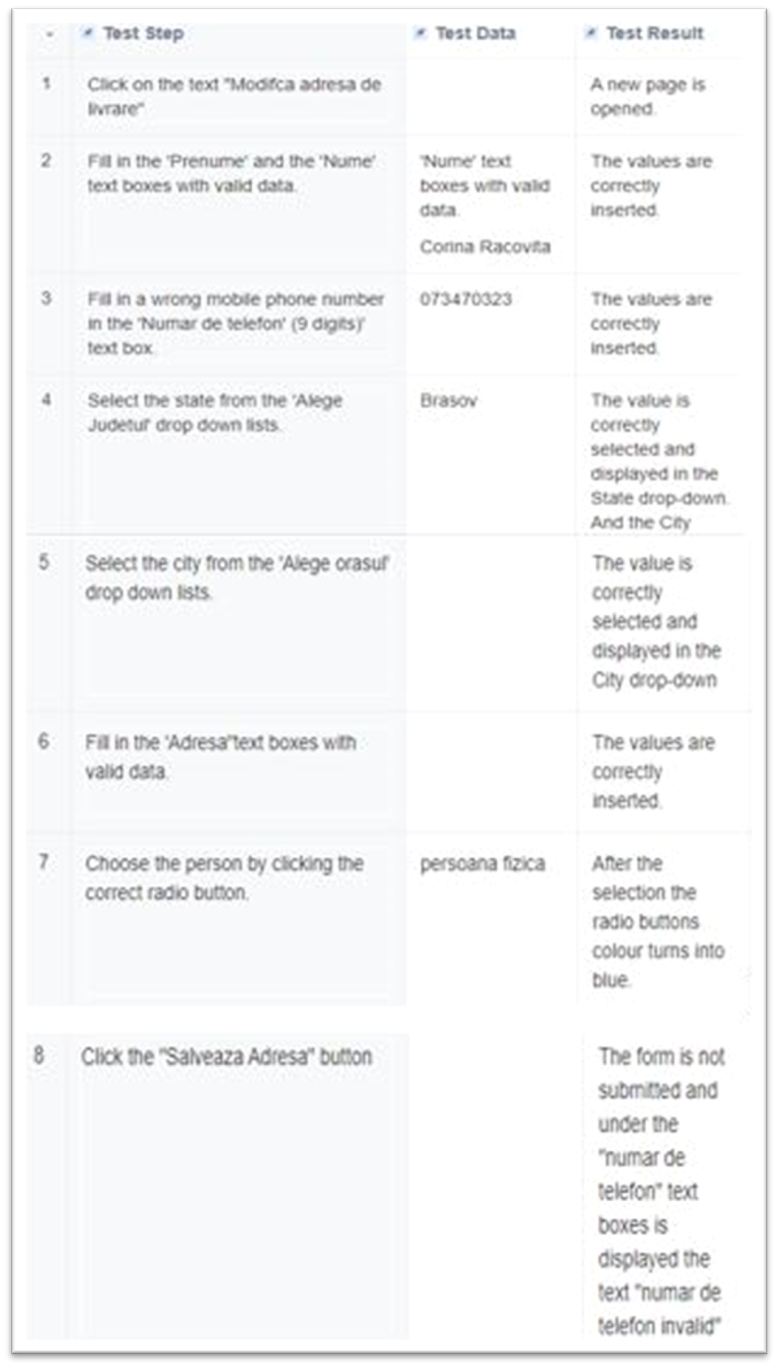 - Test Step Test Data Test Result
1 Click on the text "Modifca adresa de A new page is
livrare" opened.
2 Fill in the 'Prenume' and the 'Nume' 'Nume' text The values are
text boxes with valid data. boxes with valid correctly
data. inserted.
Corina Racovita
3 Fill in a wrong mobile phone number 073470323 The values are
in the 'Numar de telefon' (9 digits)' correctly
text box. inserted.
4 Select the state from the 'Alege Brasov The value is
Judetul' drop down lists. correctly
selected and
displayed in the
State drop-down.
And the City
5 Select the city from the 'Alege orasul' The value is
drop down lists. correctly
selected and
displayed in the
City drop-down
6 Fill in the 'Adresa"text boxes with The values are
valid data. correctly
inserted.
7 Choose the person by clicking the persoana fizica After the
correct radio button. selection the
radio buttons
colour turns into
blue.
8 Click the "Salveaza Adresa" button The form is not
submitted and
under the
"numar de
telefon" text
boxes is
displayed the
text "numar de
telefon invalid"